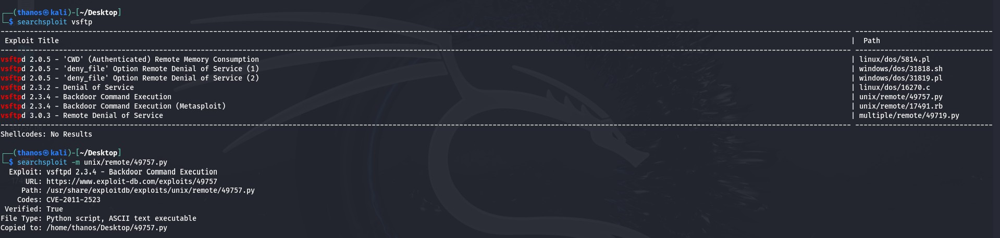 ┌──(thanos㉿kali)-[~/Desktop]
└─$ searchsploit vsftp
---------------------------------------------------------------------------------------------------- ---------------------------------
 Exploit Title | Path
---------------------------------------------------------------------------------------------------- ---------------------------------
vsftpd 2.0.5 - 'CWD' (Authenticated) Remote Memory Consumption | linux/dos/5814.pl
vsftpd 2.0.5 - 'deny_file' Option Remote Denial of Service (1) | windows/dos/31818.sh
vsftpd 2.0.5 - 'deny_file' Option Remote Denial of Service (2) | windows/dos/31819.pl
vsftpd 2.3.2 - Denial of Service | linux/dos/16270.c
vsftpd 2.3.4 - Backdoor Command Execution | unix/remote/49757.py
vsftpd 2.3.4 - Backdoor Command Execution (Metasploit) | unix/remote/17491.rb
vsftpd 3.0.3 - Remote Denial of Service | multiple/remote/49719.py
---------------------------------------------------------------------------------------------------- ---------------------------------
Shellcodes: No Results
┌──(thanos㉿kali)-[~/Desktop]
└─$ searchsploit -m unix/remote/49757.py
  Exploit: vsftpd 2.3.4 - Backdoor Command Execution
      URL: https://www.exploit-db.com/exploits/49757
     Path: /usr/share/exploitdb/exploits/unix/remote/49757.py
    Codes: CVE-2011-2523
 Verified: True
File Type: Python script, ASCII text executable
Copied to: /home/thanos/Desktop/49757.py